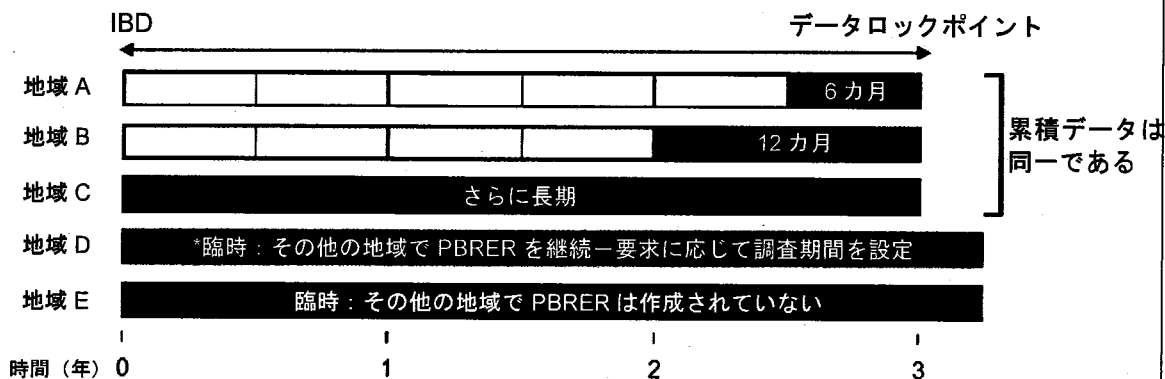 IBD データロックポイント
地域 A 6 カ月
地域 B 12 カ月
地域 C さらに長期
累積データは
同一である
地域 D *臨時：その他の地域で PBRER を継続ー要求に応じて調査期間を設定
地域 E 臨時：その他の地域で PBRER は作成されていない
時間（年） 0 1 2 3